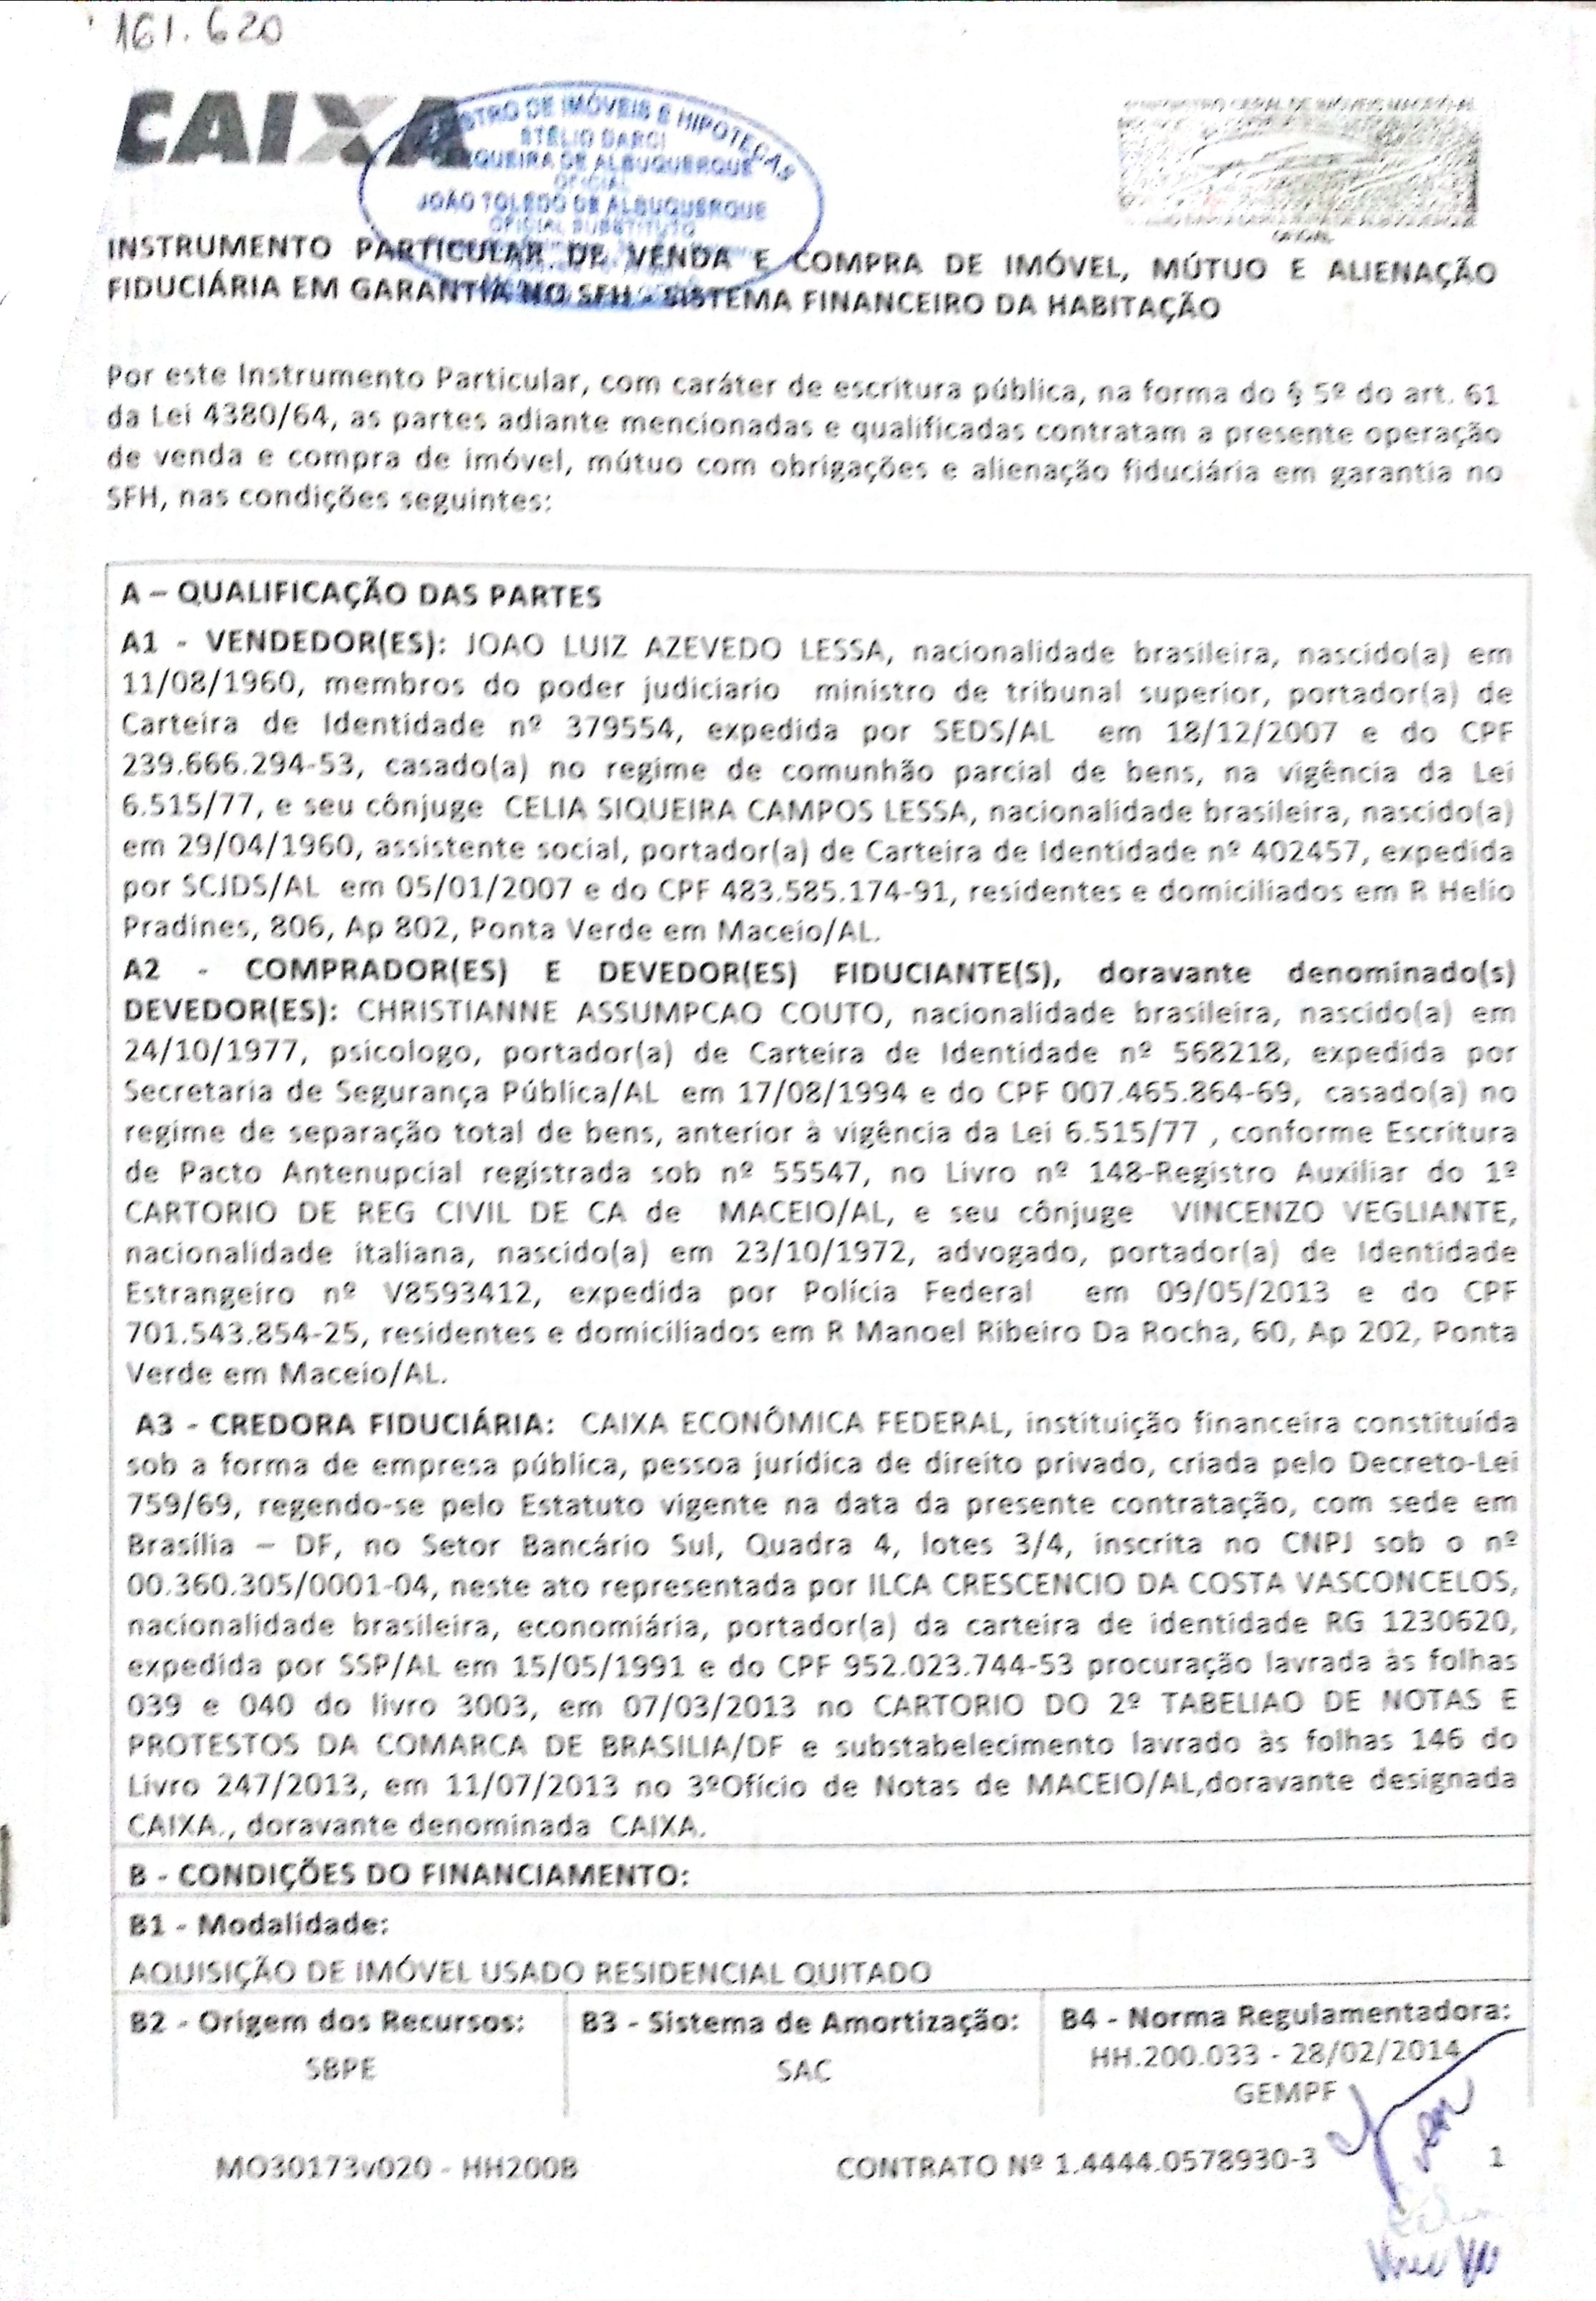 161.620
CAIXA
STRO DE IMÓVEIS E HIPOTECAS
STÉLIO DARCI
QUEIRA DE ALBUQUERQUE
OFICIAL
JOÃO TOLEDO DE ALBUQUERQUE
OFICIAL SUBSTITUTO
OFICIAL
INSTRUMENTO PARTICULAR DE VENDA E COMPRA DE IMÓVEL, MÚTUO E ALIENAÇÃO
FIDUCIÁRIA EM GARANTIA NO SFH - SISTEMA FINANCEIRO DA HABITAÇÃO
Por este Instrumento Particular, com caráter de escritura pública, na forma do § 5º do art. 61
da Lei 4380/64, as partes adiante mencionadas e qualificadas contratam a presente operação
de venda e compra de imóvel, mútuo com obrigações e alienação fiduciária em garantia no
SFH, nas condições seguintes:
A – QUALIFICAÇÃO DAS PARTES
A1 - VENDEDOR(ES): JOAO LUIZ AZEVEDO LESSA, nacionalidade brasileira, nascido(a) em
11/08/1960, membros do poder judiciario ministro de tribunal superior, portador(a) de
Carteira de Identidade nº 379554, expedida por SEDS/AL em 18/12/2007 e do CPF
239.666.294-53, casado(a) no regime de comunhão parcial de bens, na vigência da Lei
6.515/77, e seu cônjuge CELIA SIQUEIRA CAMPOS LESSA, nacionalidade brasileira, nascido(a)
em 29/04/1960, assistente social, portador(a) de Carteira de Identidade nº 402457, expedida
por SCJDS/AL em 05/01/2007 e do CPF 483.585.174-91, residentes e domiciliados em R Helio
Pradines, 806, Ap 802, Ponta Verde em Maceio/AL.
A2 - COMPRADOR(ES) E DEVEDOR(ES) FIDUCIANTE(S), doravante denominado(s)
DEVEDOR(ES): CHRISTIANNE ASSUMPCAO COUTO, nacionalidade brasileira, nascido(a) em
24/10/1977, psicologo, portador(a) de Carteira de Identidade nº 568218, expedida por
Secretaria de Segurança Pública/AL em 17/08/1994 e do CPF 007.465.864-69, casado(a) no
regime de separação total de bens, anterior à vigência da Lei 6.515/77 , conforme Escritura
de Pacto Antenupcial registrada sob nº 55547, no Livro nº 148-Registro Auxiliar do 1º
CARTORIO DE REG CIVIL DE CA de MACEIO/AL, e seu cônjuge VINCENZO VEGLIANTE,
nacionalidade italiana, nascido(a) em 23/10/1972, advogado, portador(a) de Identidade
Estrangeiro nº V8593412, expedida por Polícia Federal em 09/05/2013 e do CPF
701.543.854-25, residentes e domiciliados em R Manoel Ribeiro Da Rocha, 60, Ap 202, Ponta
Verde em Maceio/AL.
A3 - CREDORA FIDUCIÁRIA: CAIXA ECONÔMICA FEDERAL, instituição financeira constituída
sob a forma de empresa pública, pessoa jurídica de direito privado, criada pelo Decreto-Lei
759/69, regendo-se pelo Estatuto vigente na data da presente contratação, com sede em
Brasília – DF, no Setor Bancário Sul, Quadra 4, lotes 3/4, inscrita no CNPJ sob o nº
00.360.305/0001-04, neste ato representada por ILCA CRESCENCIO DA COSTA VASCONCELOS,
nacionalidade brasileira, economiária, portador(a) da carteira de identidade RG 1230620,
expedida por SSP/AL em 15/05/1991 e do CPF 952.023.744-53 procuração lavrada às folhas
039 e 040 do livro 3003, em 07/03/2013 no CARTORIO DO 2º TABELIAO DE NOTAS E
PROTESTOS DA COMARCA DE BRASILIA/DF e substabelecimento lavrado às folhas 146 do
Livro 247/2013, em 11/07/2013 no 3ºOfício de Notas de MACEIO/AL,doravante designada
CAIXA., doravante denominada CAIXA.
B - CONDIÇÕES DO FINANCIAMENTO:
B1 - Modalidade:
AQUISIÇÃO DE IMÓVEL USADO RESIDENCIAL QUITADO
B2 - Origem dos Recursos:
SBPE
B3 - Sistema de Amortização:
SAC
B4 - Norma Regulamentadora:
HH.200.033 - 28/02/2014
GEMPF
MO30173v020 - HH200B
CONTRATO Nº 1.4444.0578930-3
1